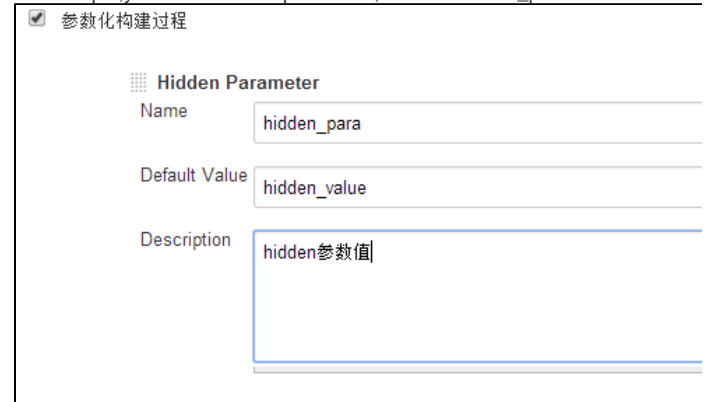 参数化构建过程
Hidden Parameter
Name
hidden_para
Default Value
hidden_value
Description
hidden参数值